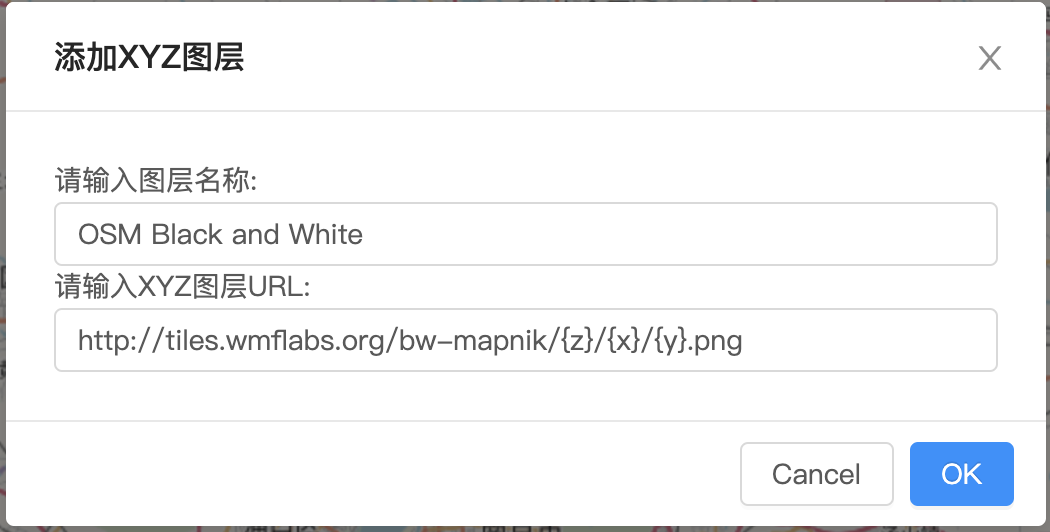 添加XYZ图层
X
请输入图层名称:
OSM Black and White
请输入XYZ图层URL:
http://tiles.wmflabs.org/bw-mapnik/{z}/{x}/{y}.png
Cancel
OK